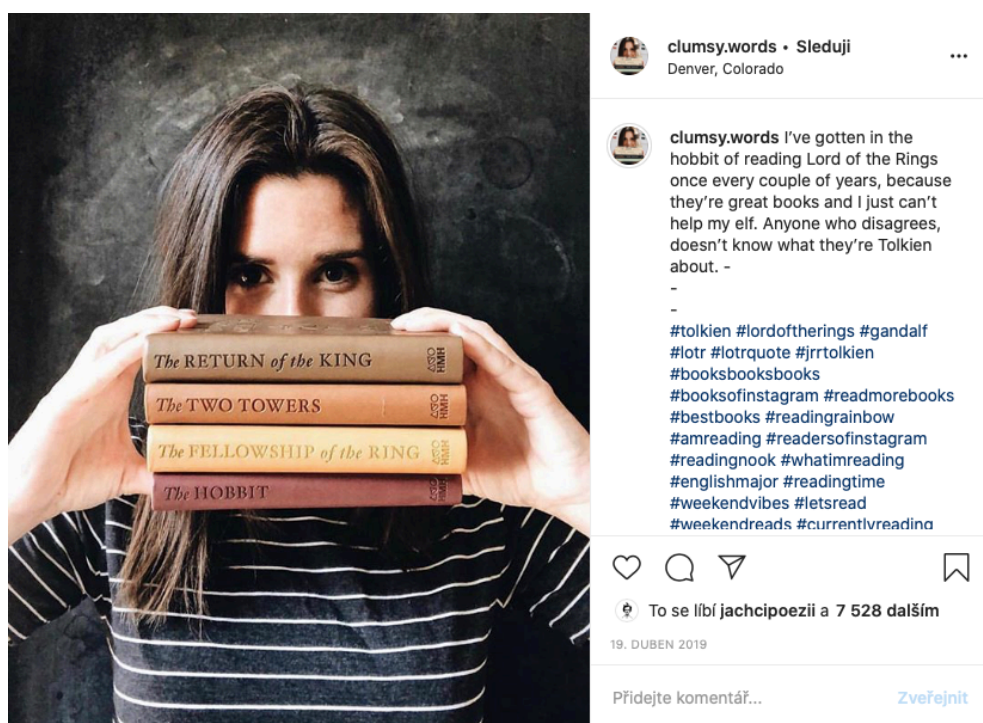 The RETURN of the KING
HMH
The TWO TOWERS
HMH
The FELLOWSHIP of the RING
HMH
The HOBBIT
HMH
clumsy.words • Sleduji
Denver, Colorado
clumsy.words I’ve gotten in the
hobbit of reading Lord of the Rings
once every couple of years, because
they’re great books and I just can’t
help my elf. Anyone who disagrees,
doesn’t know what they’re Tolkien
about. -
-
-
#tolkien #lordoftherings #gandalf
#lotr #lotrquote #jrrtolkien
#booksbooksbooks
#booksofinstagram #readmorebooks
#bestbooks #readingrainbow
#amreading #readersofinstagram
#readingnook #whatimreading
#englishmajor #readingtime
#weekendvibes #letsread
#weekendreads #currentlyreading
To se líbí jachcipoezii a 7 528 dalším
19. DUBEN 2019
Přidejte komentář...
Zveřejnit